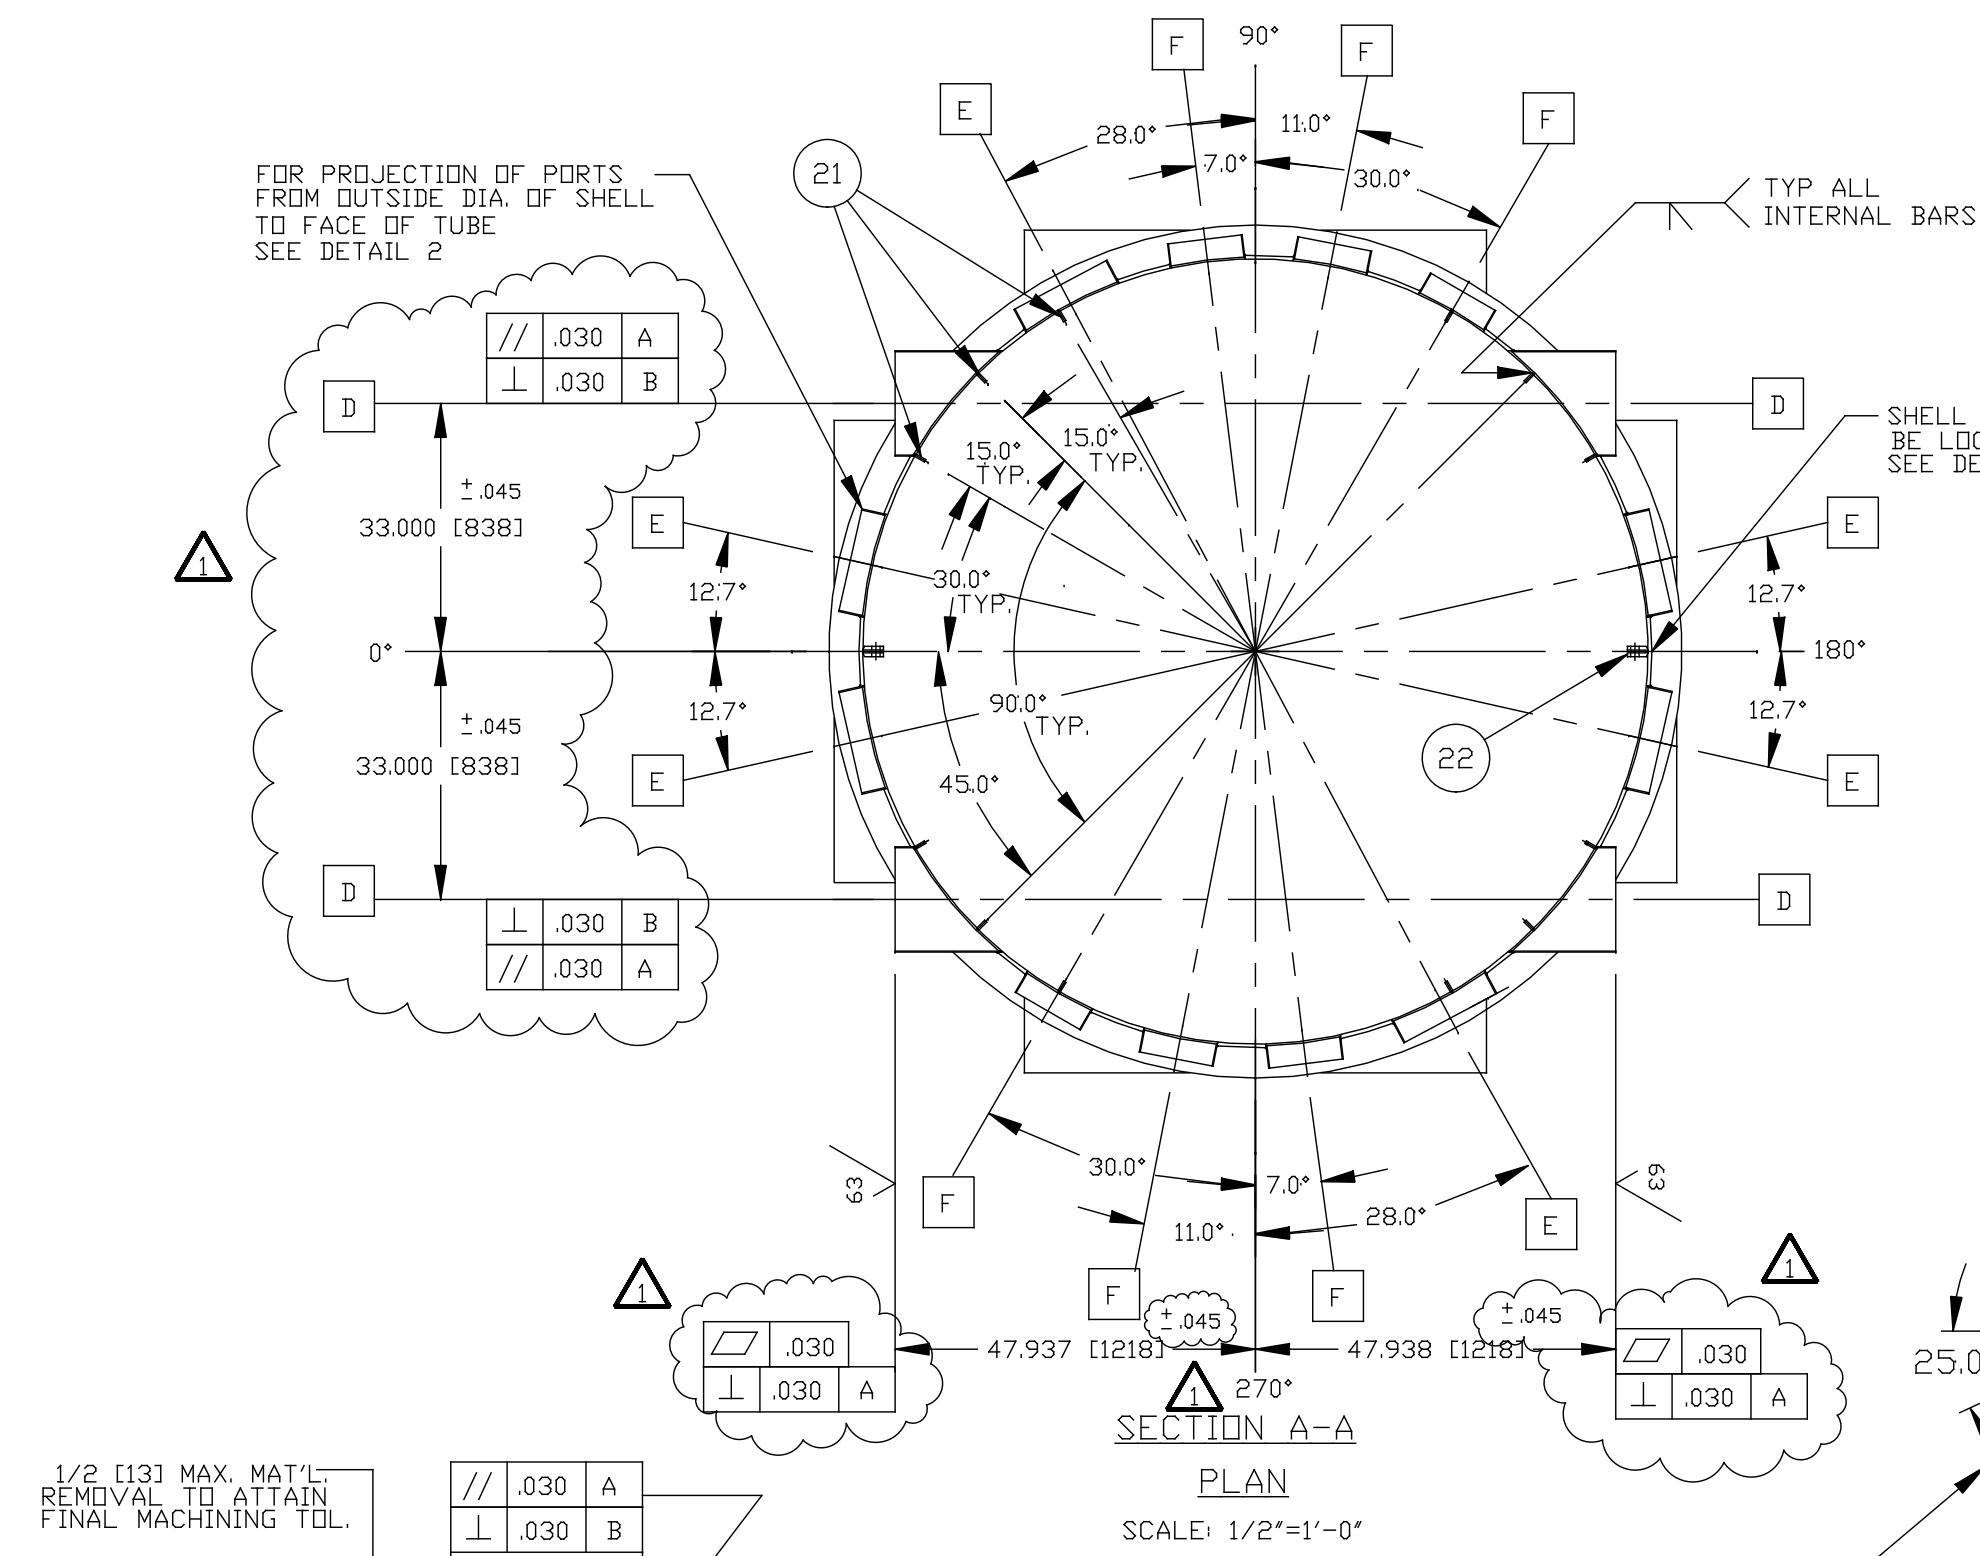 F
90°
F
E
F
28.0°
11.0°
7.0°
30.0°
21
FOR PROJECTION OF PORTS
FROM OUTSIDE DIA. OF SHELL
TO FACE OF TUBE
SEE DETAIL 2
TYP ALL
INTERNAL BARS
// .030 A
⊥ .030 B
D
D
SHELL
BE LOC
SEE DE
15.0°
TYP.
15.0°
TYP.
±.045
33.000 [838]
E
E
1
12.7°
30.0°
TYP.
12.7°
0°
180°
90.0°
TYP.
12.7°
12.7°
±.045
33.000 [838]
45.0°
22
E
E
D
D
⊥ .030 B
// .030 A
63
30.0°
7.0°
63
F
11.0°
28.0°
E
1
1
F
F
±.045
±.045
⏥ .030
47.937 [1218]
47.938 [1218]
⏥ .030
⊥ .030 A
⊥ .030 A
1
270°
25.0
SECTION A-A
PLAN
SCALE: 1/2"=1'-0"
1/2 [13] MAX. MAT'L.
REMOVAL TO ATTAIN
FINAL MACHINING TOL.
// .030 A
⊥ .030 B